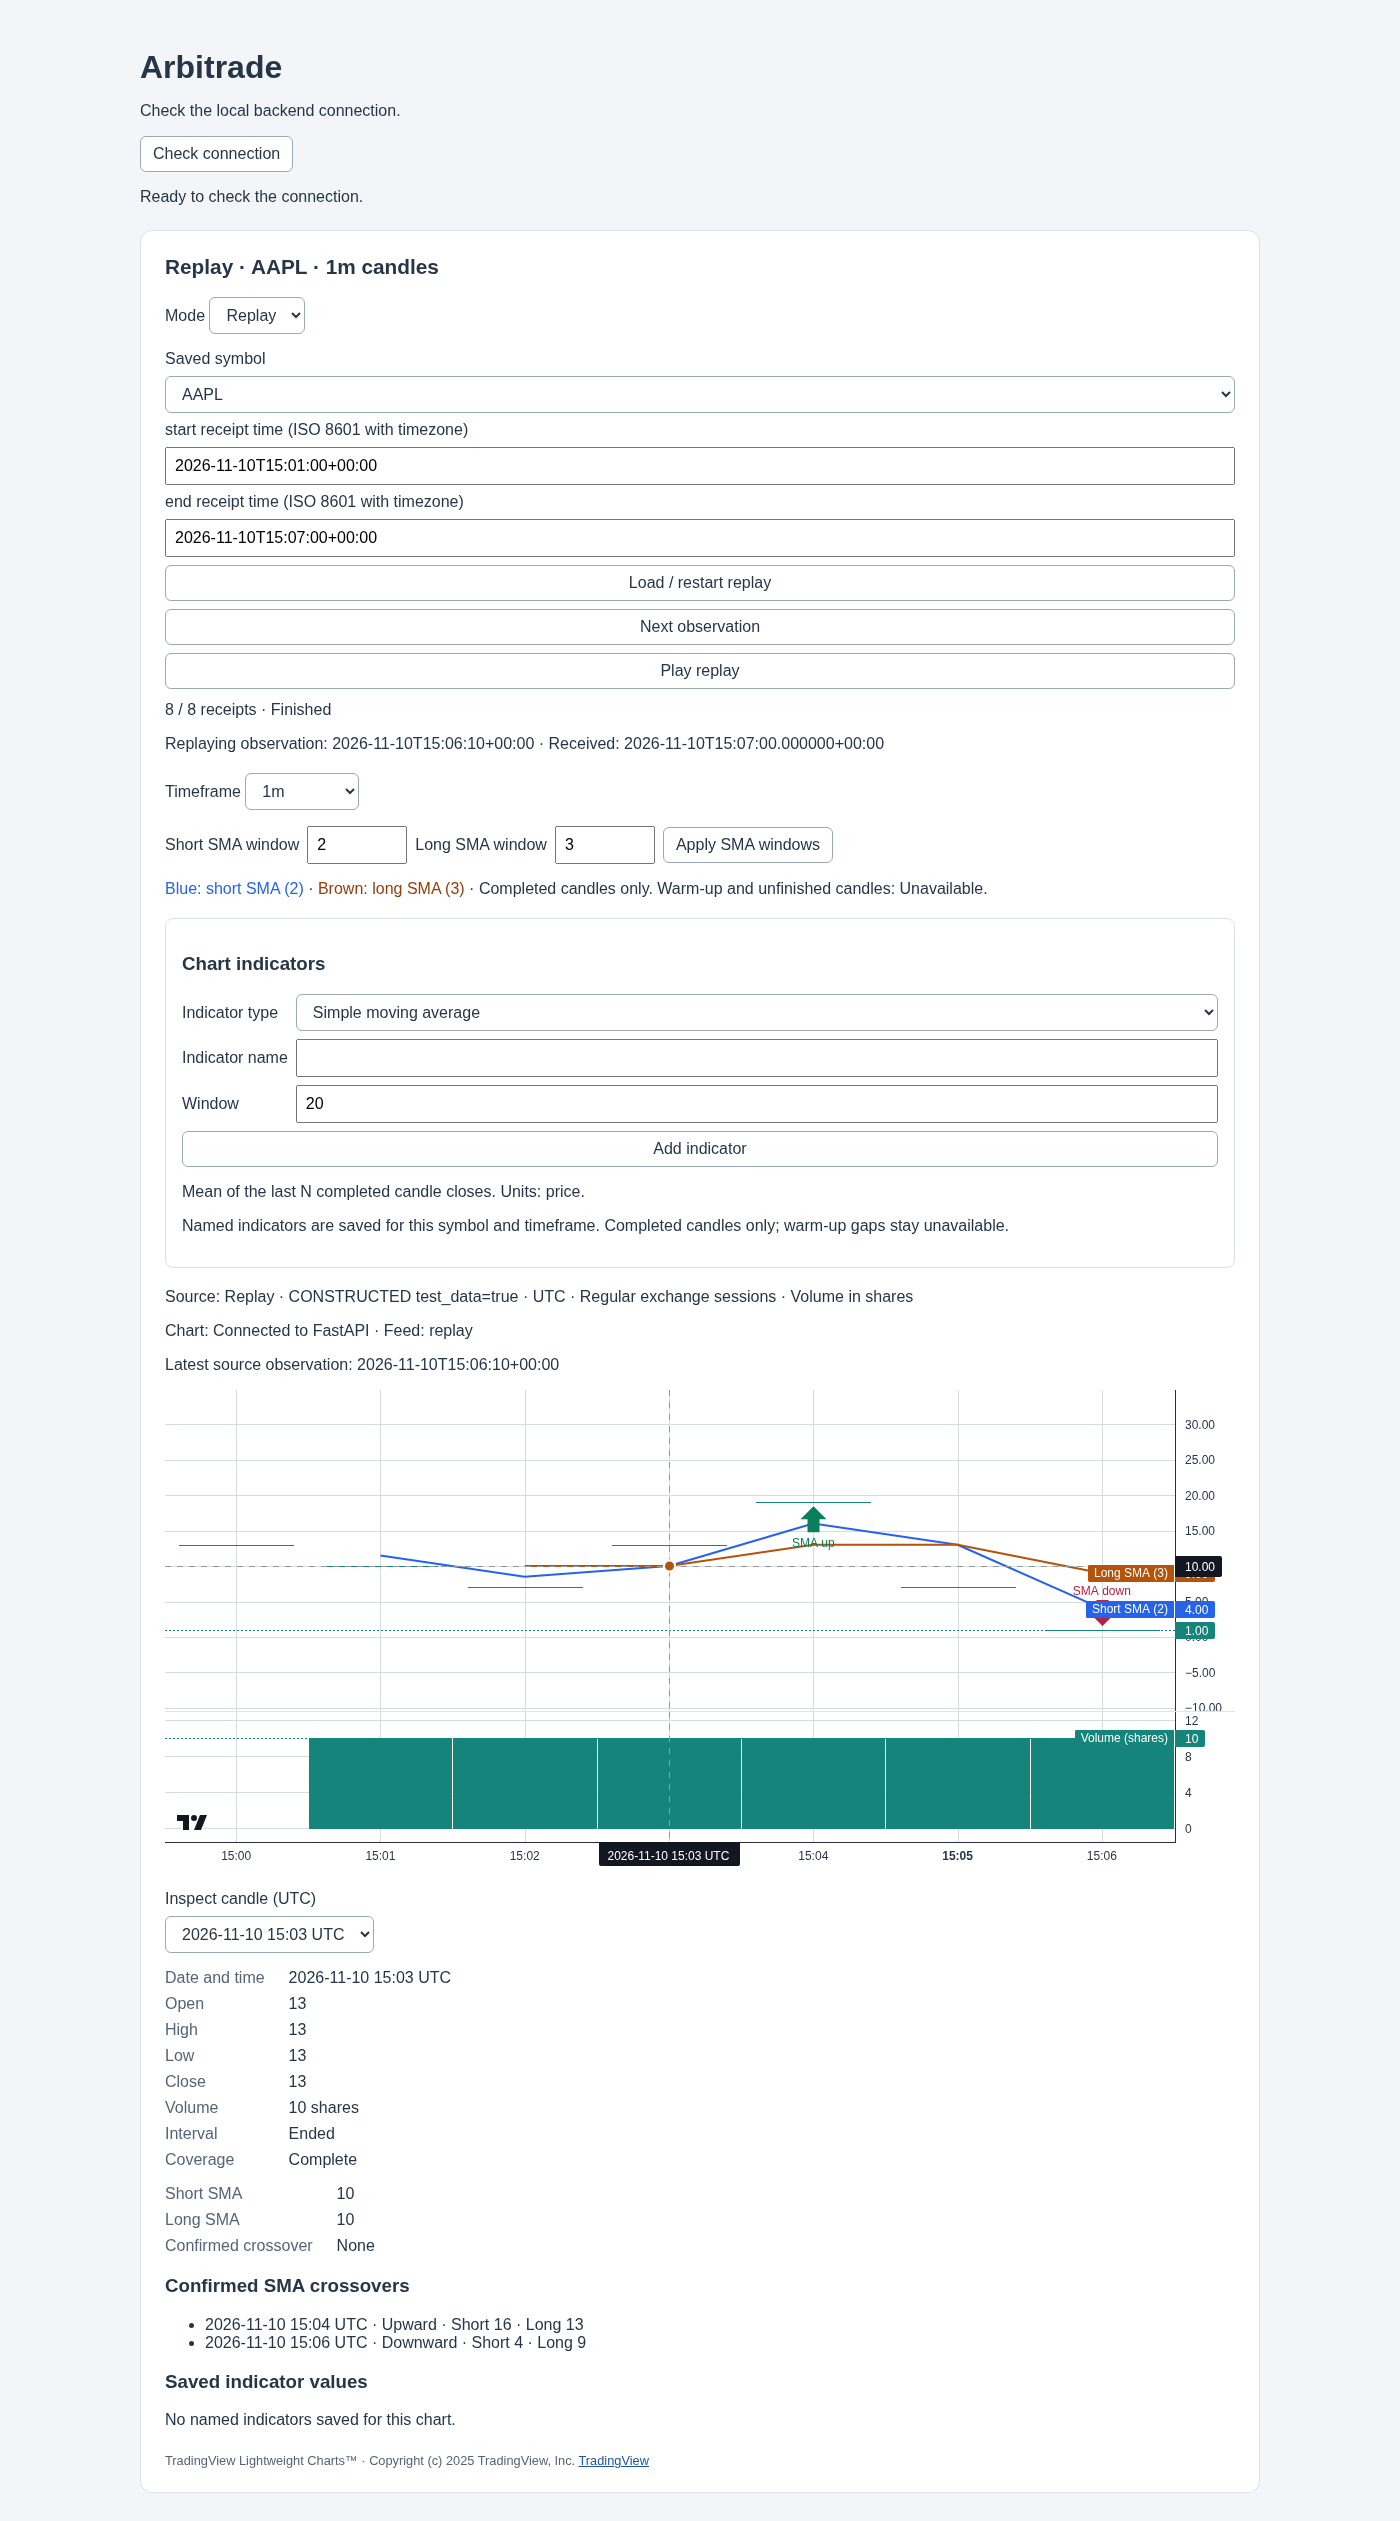 Arbitrade
Check the local backend connection.
Check connection
Ready to check the connection.
Replay · AAPL · 1m candles
Mode Replay
Saved symbol
AAPL
start receipt time (ISO 8601 with timezone)
2026-11-10T15:01:00+00:00
end receipt time (ISO 8601 with timezone)
2026-11-10T15:07:00+00:00
Load / restart replay
Next observation
Play replay
8 / 8 receipts · Finished
Replaying observation: 2026-11-10T15:06:10+00:00 · Received: 2026-11-10T15:07:00.000000+00:00
Timeframe 1m
Short SMA window 2 Long SMA window 3 Apply SMA windows
Blue: short SMA (2) · Brown: long SMA (3) · Completed candles only. Warm-up and unfinished candles: Unavailable.
Chart indicators
Indicator type Simple moving average
Indicator name
Window 20
Add indicator
Mean of the last N completed candle closes. Units: price.
Named indicators are saved for this symbol and timeframe. Completed candles only; warm-up gaps stay unavailable.
Source: Replay · CONSTRUCTED test_data=true · UTC · Regular exchange sessions · Volume in shares
Chart: Connected to FastAPI · Feed: replay
Latest source observation: 2026-11-10T15:06:10+00:00
30.00
25.00
20.00
15.00
SMA up
10.00
Long SMA (3)
SMA down
Short SMA (2) 4.00
1.00
−5.00
−10.00
12
Volume (shares) 10
8
4
0
15:00 15:01 15:02 2026-11-10 15:03 UTC 15:04 15:05 15:06
Inspect candle (UTC)
2026-11-10 15:03 UTC
Date and time 2026-11-10 15:03 UTC
Open 13
High 13
Low 13
Close 13
Volume 10 shares
Interval Ended
Coverage Complete
Short SMA 10
Long SMA 10
Confirmed crossover None
Confirmed SMA crossovers
• 2026-11-10 15:04 UTC · Upward · Short 16 · Long 13
• 2026-11-10 15:06 UTC · Downward · Short 4 · Long 9
Saved indicator values
No named indicators saved for this chart.
TradingView Lightweight Charts™ · Copyright (c) 2025 TradingView, Inc. TradingView